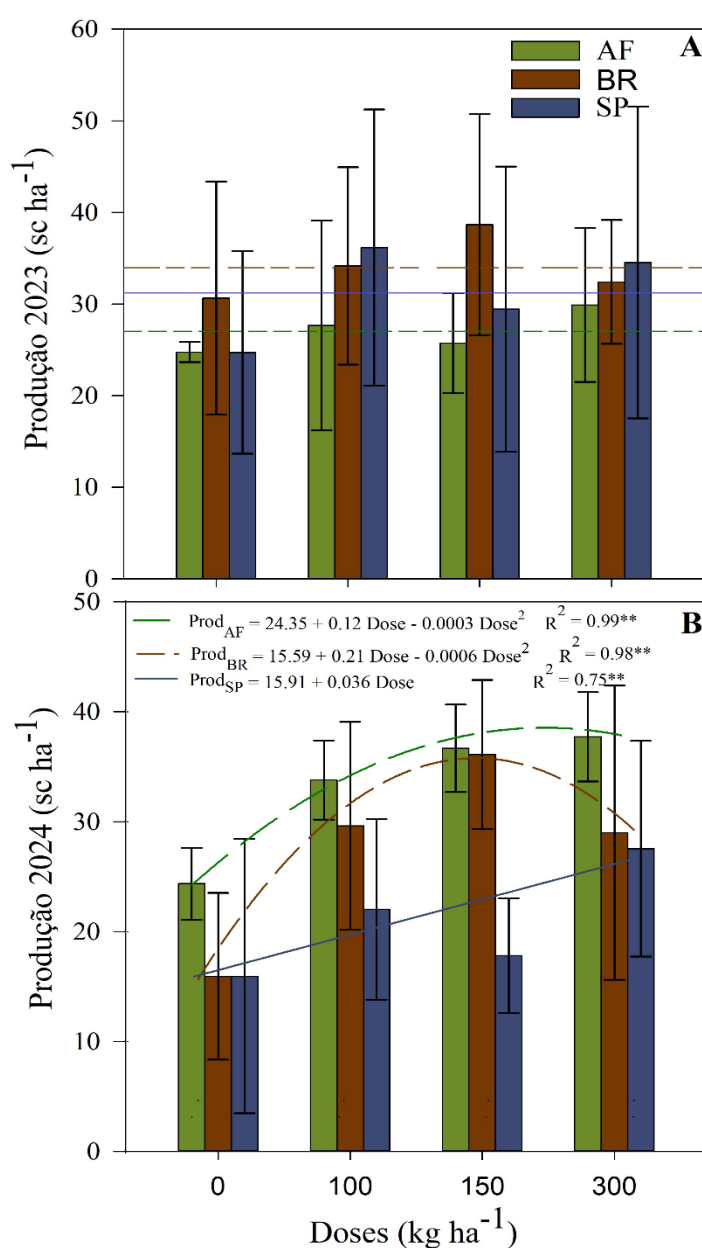 60
50
40
30
20
10
0
Produção 2023 (sc ha⁻¹)
AF
BR
SP
A
50
40
30
20
10
0
Produção 2024 (sc ha⁻¹)
Prod_AF = 24.35 + 0.12 Dose - 0.0003 Dose² R² = 0.99**
Prod_BR = 15.59 + 0.21 Dose - 0.0006 Dose² R² = 0.98**
Prod_SP = 15.91 + 0.036 Dose R² = 0.75**
B
0 100 150 300
Doses (kg ha⁻¹)